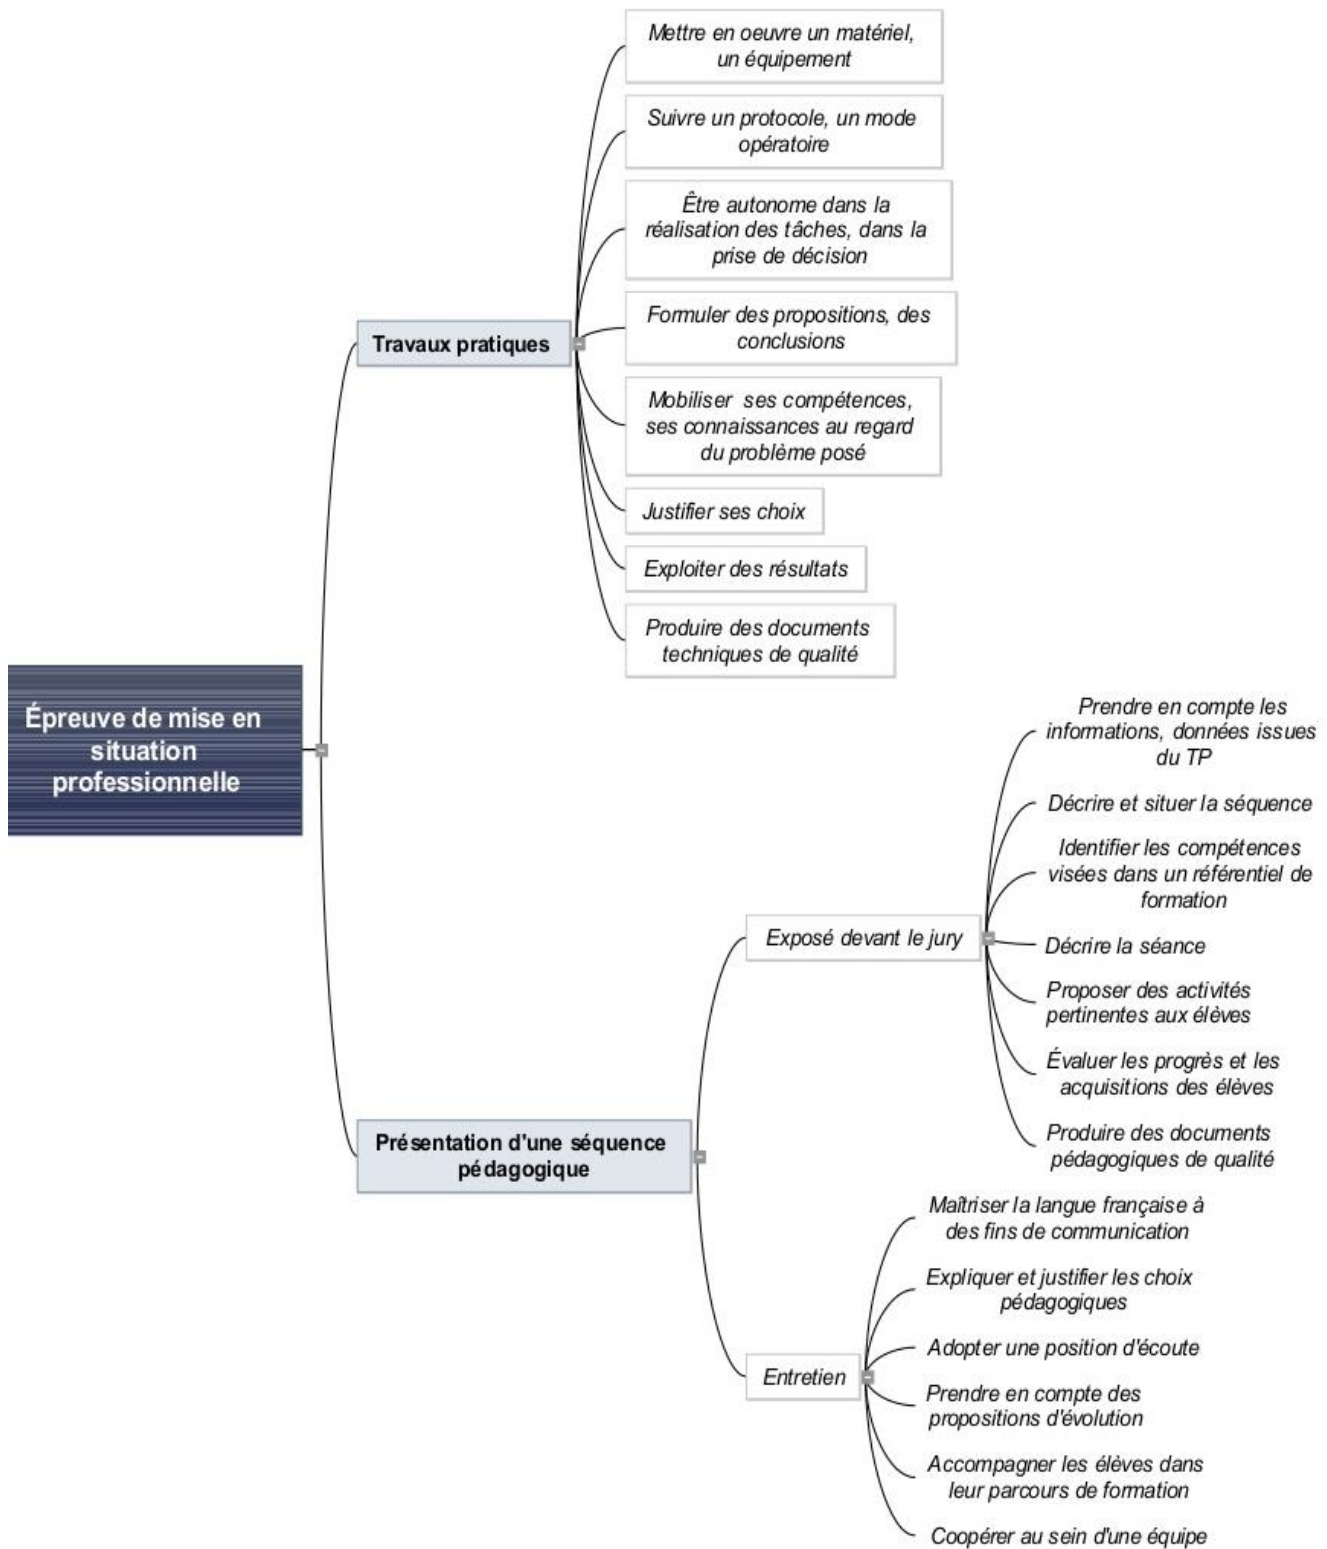 Mettre en oeuvre un matériel,
un équipement
Suivre un protocole, un mode
opératoire
Être autonome dans la
réalisation des tâches, dans la
prise de décision
Travaux pratiques
Formuler des propositions, des
conclusions
Mobiliser ses compétences,
ses connaissances au regard
du problème posé
Justifier ses choix
Exploiter des résultats
Produire des documents
techniques de qualité
Épreuve de mise en
situation
professionnelle
Prendre en compte les
informations, données issues
du TP
Décrire et situer la séquence
Identifier les compétences
visées dans un référentiel de
formation
Exposé devant le jury
Décrire la séance
Proposer des activités
pertinentes aux élèves
Évaluer les progrès et les
acquisitions des élèves
Produire des documents
pédagogiques de qualité
Présentation d'une séquence
pédagogique
Maîtriser la langue française à
des fins de communication
Expliquer et justifier les choix
pédagogiques
Adopter une position d'écoute
Entretien
Prendre en compte des
propositions d'évolution
Accompagner les élèves dans
leur parcours de formation
Coopérer au sein d'une équipe